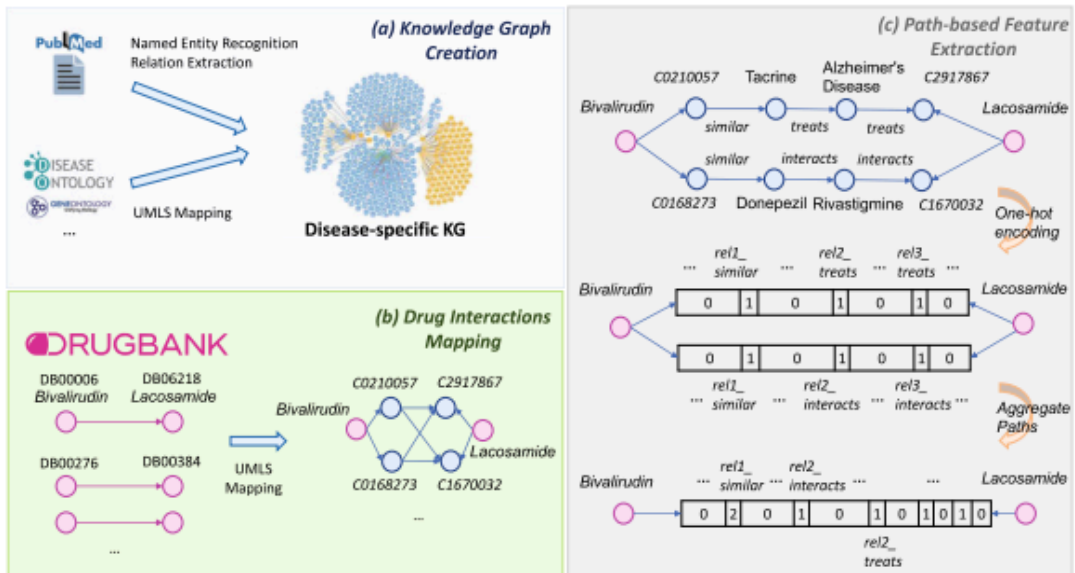 (a) Knowledge Graph
Creation
PubMed
Named Entity Recognition
Relation Extraction
DISEASE
ONTOLOGY
GENEONTOLOGY
UMLS Mapping
...
Disease-specific KG
(b) Drug Interactions
Mapping
DRUGBANK
DB00006 DB06218
Bivalirudin Lacosamide
DB00276 DB00384
...
UMLS
Mapping
C0210057 C2917867
Bivalirudin
Lacosamide
C0168273 C1670032
...
(c) Path-based Feature
Extraction
C0210057 Tacrine Alzheimer's
Disease C2917867
Bivalirudin Lacosamide
similar treats treats
similar interacts interacts
C0168273 Donepezil Rivastigmine C1670032
One-hot
encoding
... rel1_
similar ... rel2_
treats ... rel3_
treats ...
Bivalirudin Lacosamide
0 1 0 1 0 1 0
0 1 0 1 0 1 0
... rel1_
similar ... rel2_
interacts ... rel3_
interacts ...
Aggregate
Paths
Bivalirudin Lacosamide
... rel1_
similar ... rel2_
interacts ... ...
0 2 0 1 0 1 0 1 0 1 0
rel2_
treats